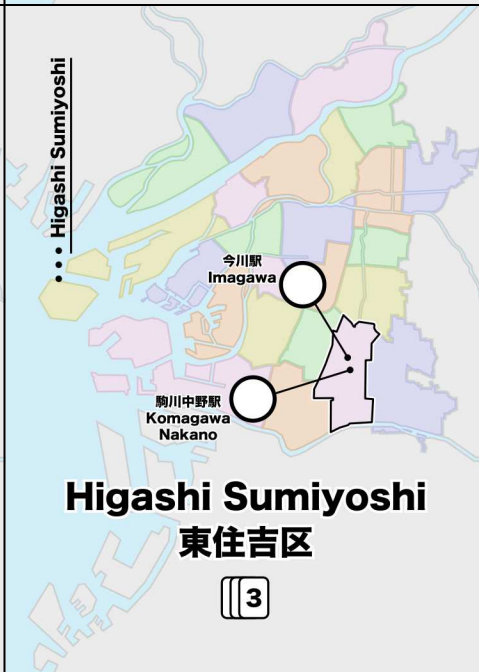 • • • Higashi Sumiyoshi
今川駅
Imagawa
駒川中野駅
Komagawa
Nakano
Higashi Sumiyoshi
東住吉区
3